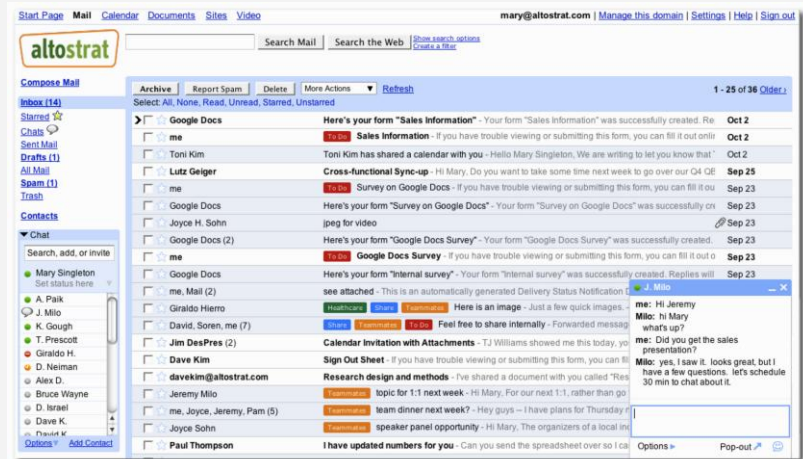 Start Page Mail Calendar Documents Sites Video
mary@altostrat.com | Manage this domain | Settings | Help | Sign out
altostrat
Search Mail Search the Web Show search options
Create a filter
Compose Mail
Inbox (14)
Starred
Chats
Sent Mail
Drafts (1)
All Mail
Spam (1)
Trash
Contacts
Chat
Search, add, or invite
Mary Singleton
Set status here
A. Paik
J. Milo
K. Gough
T. Prescott
Giraldo H.
D. Neiman
Alex D.
Bruce Wayne
D. Israel
Dave K.
David K.
Options Add Contact
Archive Report Spam Delete More Actions Refresh 1 - 25 of 36 Older ›
Select: All, None, Read, Unread, Starred, Unstarred
Google Docs Here's your form "Sales Information" - Your form "Sales Information" was successfully created. Re Oct 2
me To Do Sales Information - If you have trouble viewing or submitting this form, you can fill it out onlin Oct 2
Toni Kim Toni Kim has shared a calendar with you - Hello Mary Singleton, We are writing to let you know that Oct 2
Lutz Geiger Cross-functional Sync-up - Hi Mary, Do you want to take some time next week to go over our Q4 Sep 25
me To Do Survey on Google Docs - If you have trouble viewing or submitting this form, you can fill it ou Sep 23
Google Docs Here's your form "Survey on Google Docs" - Your form "Survey on Google Docs" was successfully Sep 23
Joyce H. Sohn jpeg for video Sep 23
Google Docs (2) Here's your form "Google Docs Survey" - Your form "Google Docs Survey" was successfully created. Sep 23
me To Do Google Docs Survey - If you have trouble viewing or submitting this form, you can fill it out o Sep 23
Google Docs Here's your form "Internal survey" - Your form "Internal survey" was successfully created. Replies will Sep 23
me, Mail (2) see attached - This is an automatically generated Delivery Status Notification
Giraldo Hierro Healthcare Share Teammates Here is an image - Just a few quick images.
David, Soren, me (7) Share Teammates To Do Feel free to share internally - Forwarded messag
Jim DesPres (2) Calendar Invitation with Attachments - TJ Williams showed me this today, yo
Dave Kim Sign Out Sheet - If you have trouble viewing or submitting this form, you can fill
davekim@altostrat.com Research design and methods - I've shared a document with you called "Res
Jeremy Milo Teammates topic for 1:1 next week - Hi Mary, For our next 1:1, rather than go
me, Joyce, Jeremy, Pam (5) Teammates team dinner next week? - Hey guys -- I have plans for Thursday
Joyce Sohn Teammates speaker panel opportunity - Hi Mary, The organizers of a local
Paul Thompson I have updated numbers for you - Can you send the spreadsheet over so I ca
J. Milo
me: Hi Jeremy
Milo: hi Mary
what's up?
me: Did you get the sales
presentation?
Milo: yes, I saw it. looks great, but I
have a few questions. let's schedule
30 min to chat about it.
Options Pop-out